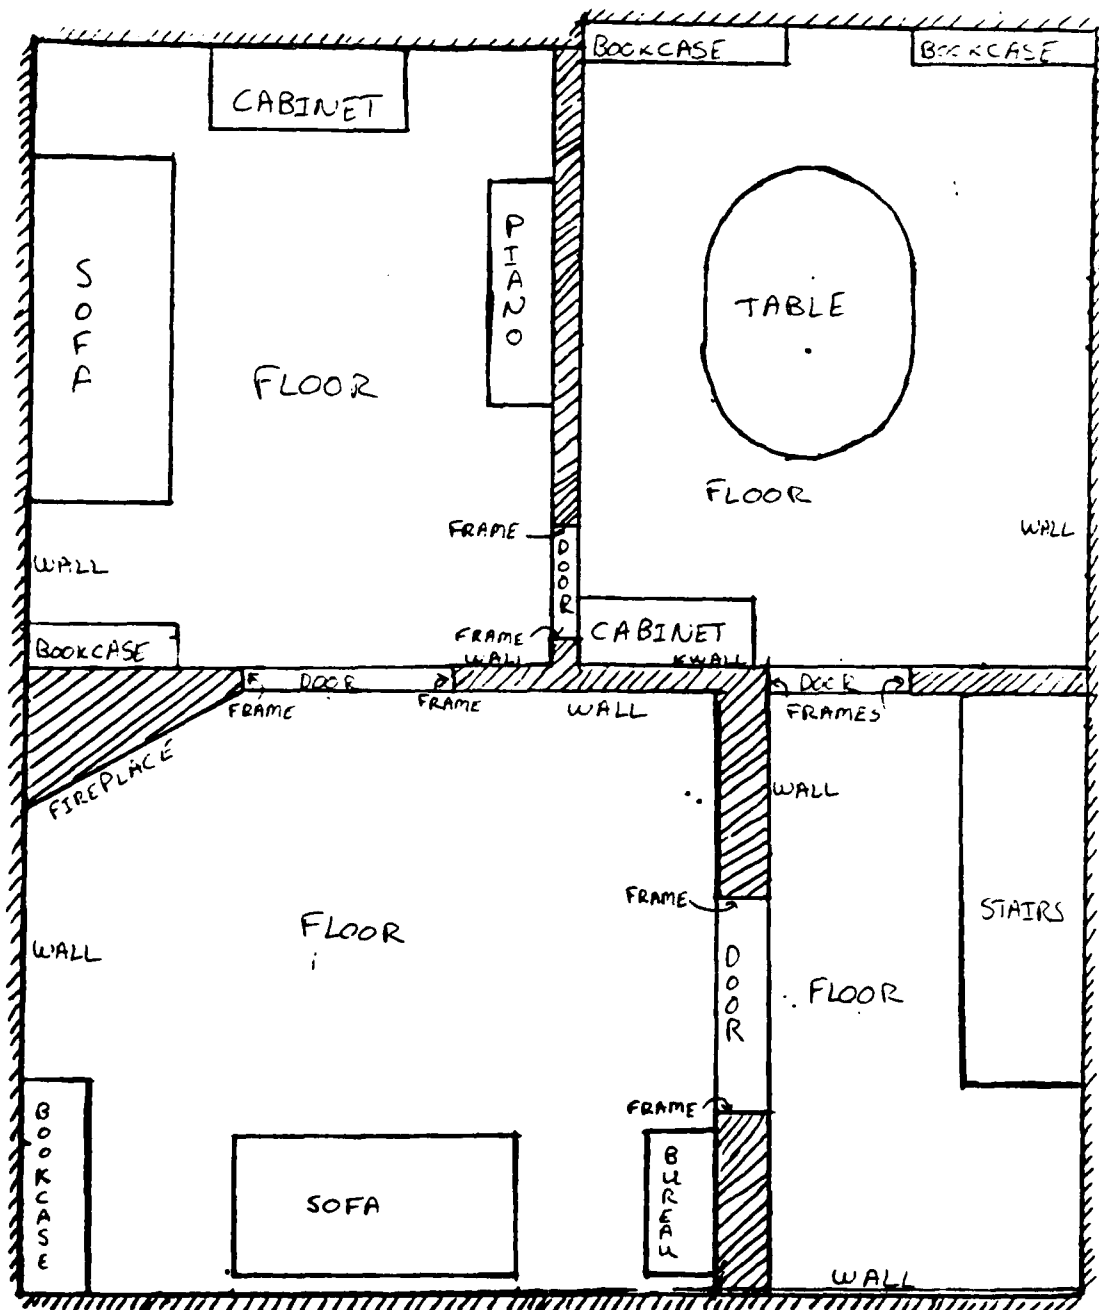 BOOKCASE
BOOKCASE
CABINET
SOFA
PIANO
TABLE
FLOOR
FLOOR
FRAME
WALL
DOOR
WALL
FRAME
CABINET
BOOKCASE
WALL
WALL
DOOR
DOOR
FRAME
FRAME
WALL
FRAMES
FIREPLACE
WALL
FRAME
STAIRS
FLOOR
WALL
DOOR
FLOOR
FRAME
BOOKCASE
BUREAU
SOFA
WALL